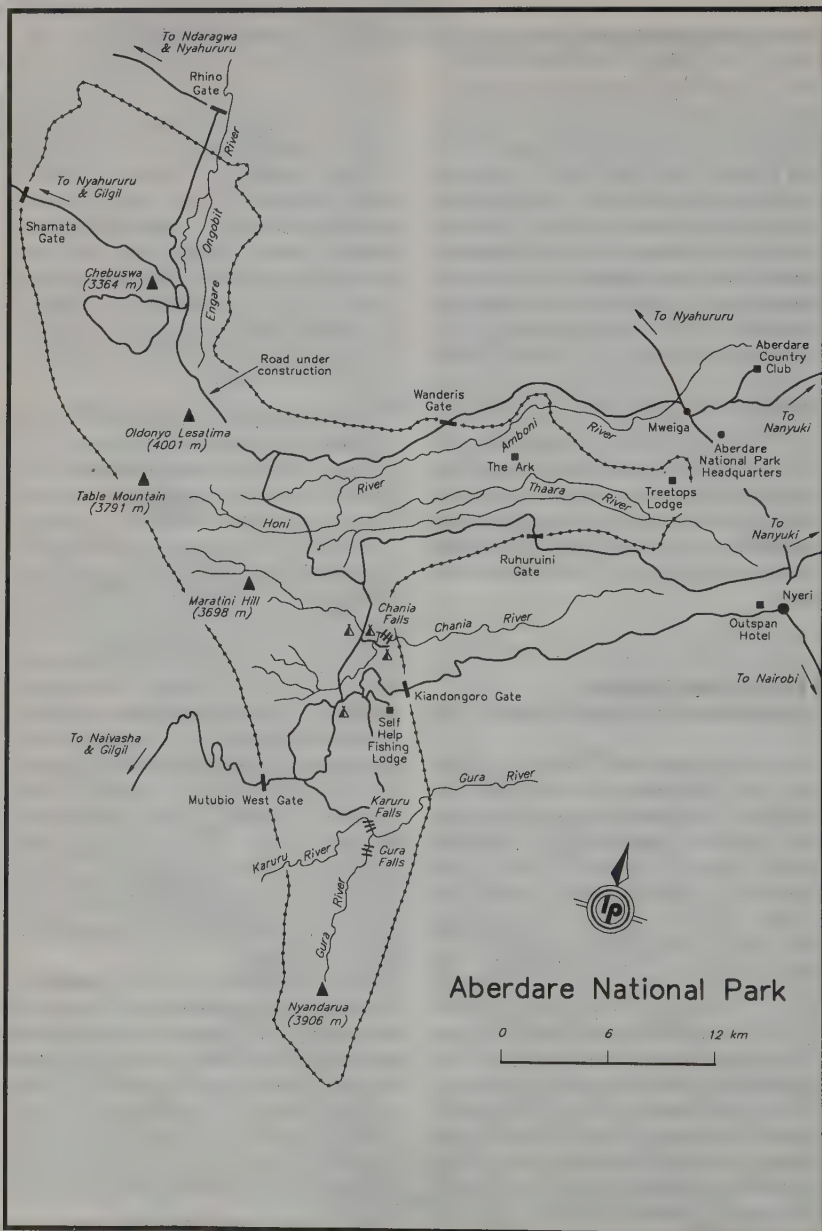 To Ndaragwa
& Nyahururu
Rhino
Gate
River
To Nyahururu
& Gilgil
Shamata
Gate
Ongobit
Engare
Chebuswa
(3364 m)
To Nyahururu
Aberdare
Country
Club
Road under
construction
Wanderis
Gate
Oldonyo Lesatima
(4001 m)
Amboni
River
Mweiga
To
Nanyuki
Aberdare
National Park
Headquarters
The Ark
River
Table Mountain
(3791 m)
Honi
Thaara
River
Treetops
Lodge
To
Nanyuki
Ruhuruini
Gate
Maratini Hill
(3698 m)
Chania
Falls
Chania
River
Nyeri
Outspan
Hotel
To Nairobi
Kiandongoro Gate
Self
Help
Fishing
Lodge
To Naivasha
& Gilgil
Mutubio West Gate
Gura River
Karuru
Falls
Karuru River
Gura
Falls
Gura River
lp
Nyandarua
(3906 m)
Aberdare National Park
0 6 12 km